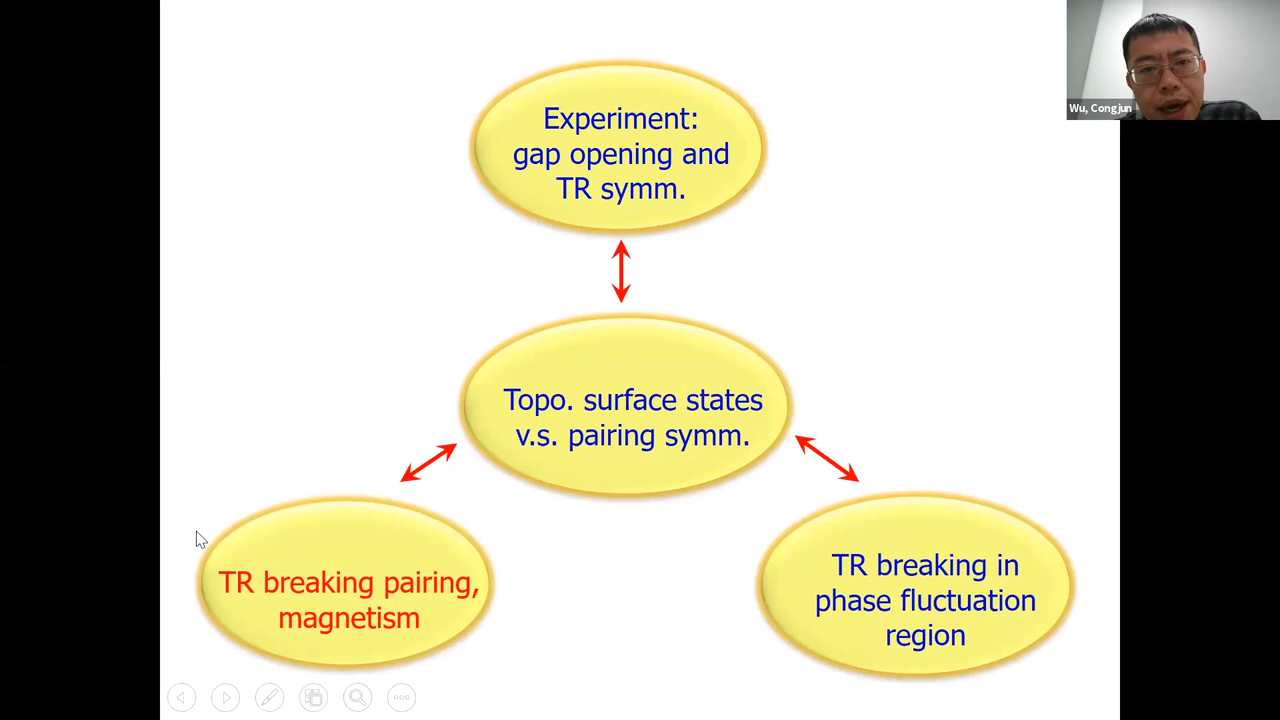 Experiment:
gap opening and
TR symm.
Wu, Congjun
Topo. surface states
v.s. pairing symm.
TR breaking pairing,
magnetism
TR breaking in
phase fluctuation
region